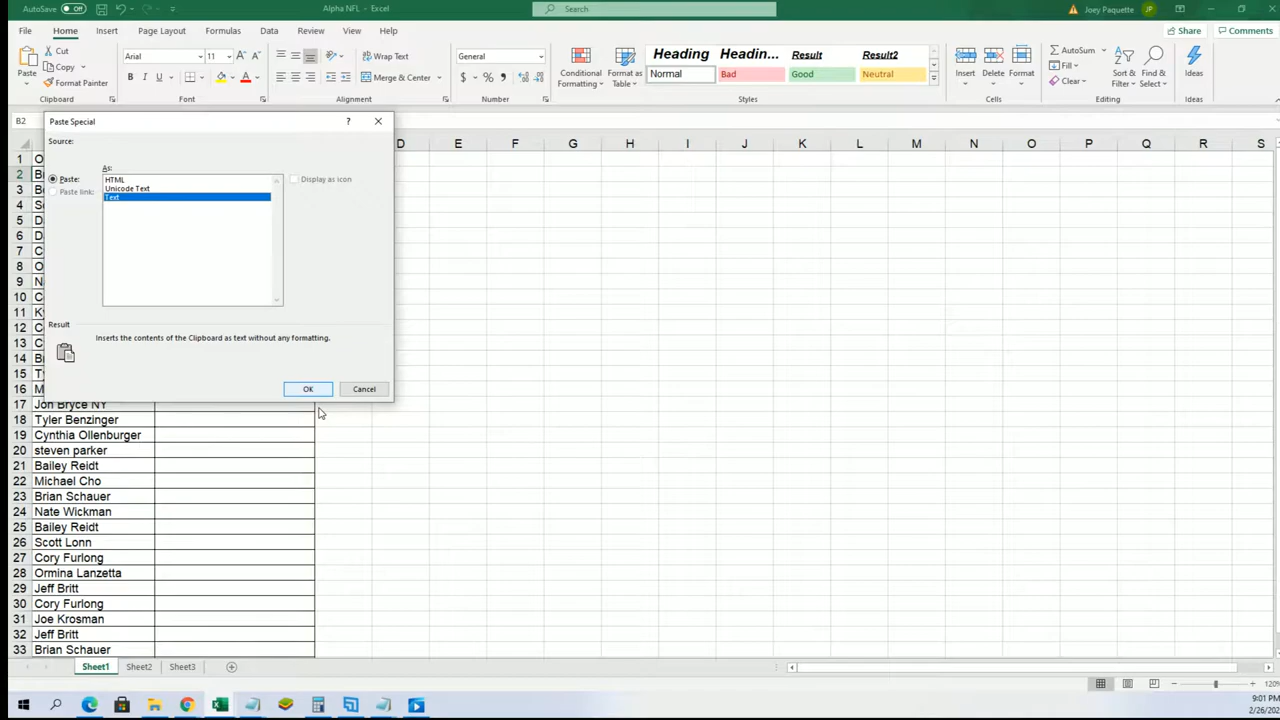 AutoSave Off Alpha NFL - Excel Search Joey Paquette JP
File Home Insert Page Layout Formulas Data Review View Help Share Comments
Cut Arial 11 Wrap Text General Heading Headin... Result Result2 AutoSum
Copy Fill
Paste Format Painter Merge & Center Conditional Formatting Format as Table Normal Bad Good Neutral Insert Delete Format Clear Sort & Filter Find & Select Ideas
Clipboard Font Alignment Number Styles Cells Editing Ideas
B2
Paste Special ? ×
Source:
As:
Paste: HTML
Paste link: Unicode Text
Text
Display as icon
Result
Inserts the contents of the Clipboard as text without any formatting.
OK Cancel
D E F G H I J K L M N O P Q R S
1
2
3
4
5
6
7
8
9
10
11
12
13
14
15
16
17 Jon Bryce NY
18 Tyler Benzinger
19 Cynthia Ollenburger
20 steven parker
21 Bailey Reidt
22 Michael Cho
23 Brian Schauer
24 Nate Wickman
25 Bailey Reidt
26 Scott Lonn
27 Cory Furlong
28 Ormina Lanzetta
29 Jeff Britt
30 Cory Furlong
31 Joe Krosman
32 Jeff Britt
33 Brian Schauer
Sheet1 Sheet2 Sheet3
120%
9:01 PM
2/26/202